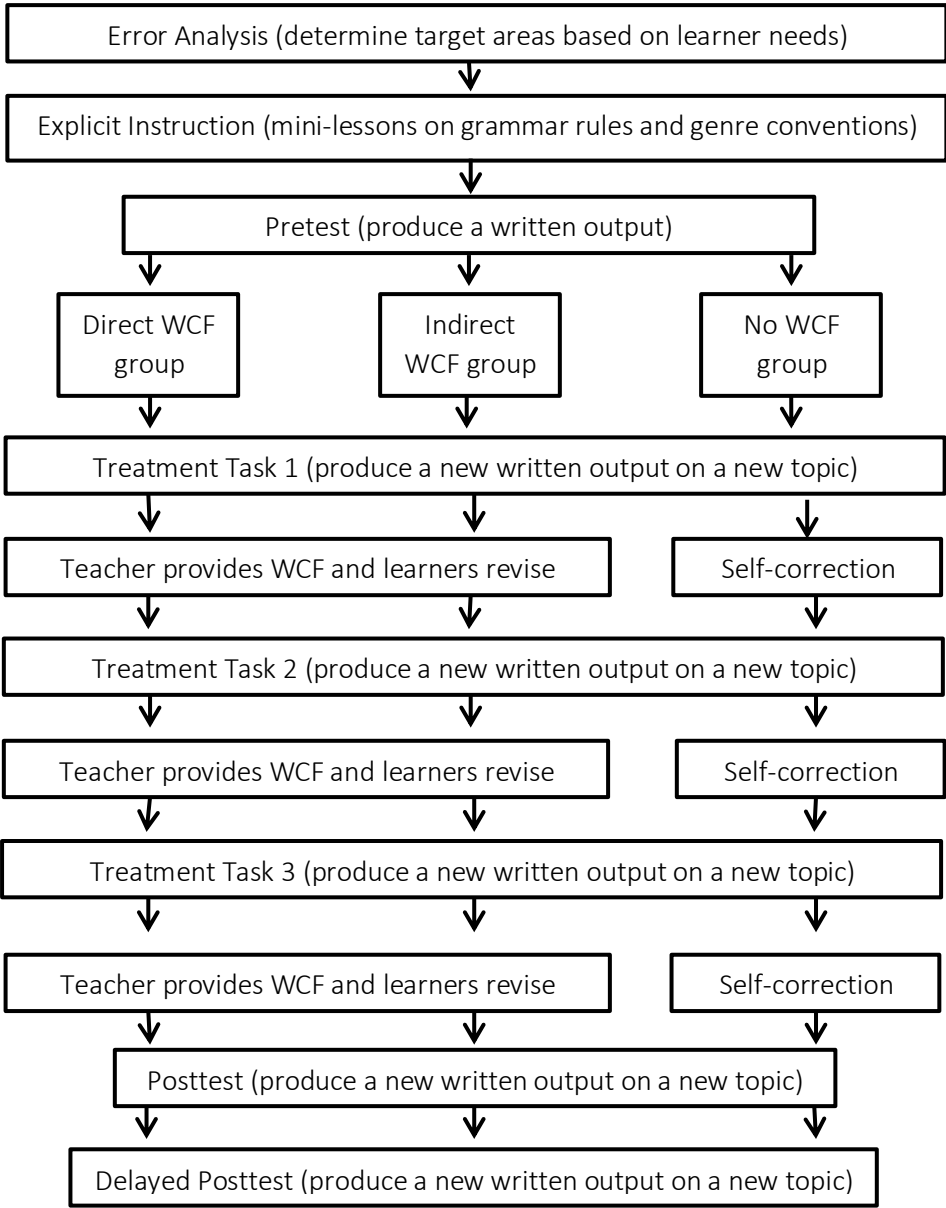 Error Analysis (determine target areas based on learner needs)
Explicit Instruction (mini-lessons on grammar rules and genre conventions)
Pretest (produce a written output)
Direct WCF
group
Indirect
WCF group
No WCF
group
Treatment Task 1 (produce a new written output on a new topic)
Teacher provides WCF and learners revise
Self-correction
Treatment Task 2 (produce a new written output on a new topic)
Teacher provides WCF and learners revise
Self-correction
Treatment Task 3 (produce a new written output on a new topic)
Teacher provides WCF and learners revise
Self-correction
Posttest (produce a new written output on a new topic)
Delayed Posttest (produce a new written output on a new topic)